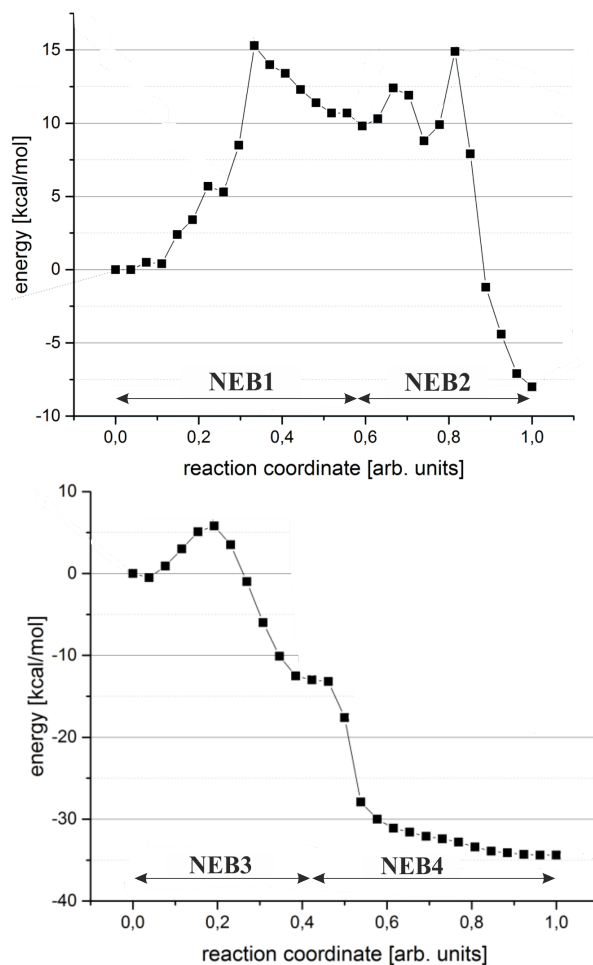 15
10
5
0
-5
-10
energy [kcal/mol]
NEB1
NEB2
0,0 0,2 0,4 0,6 0,8 1,0
reaction coordinate [arb. units]
10
0
-10
-20
-30
-40
energy [kcal/mol]
NEB3
NEB4
0,0 0,2 0,4 0,6 0,8 1,0
reaction coordinate [arb. units]